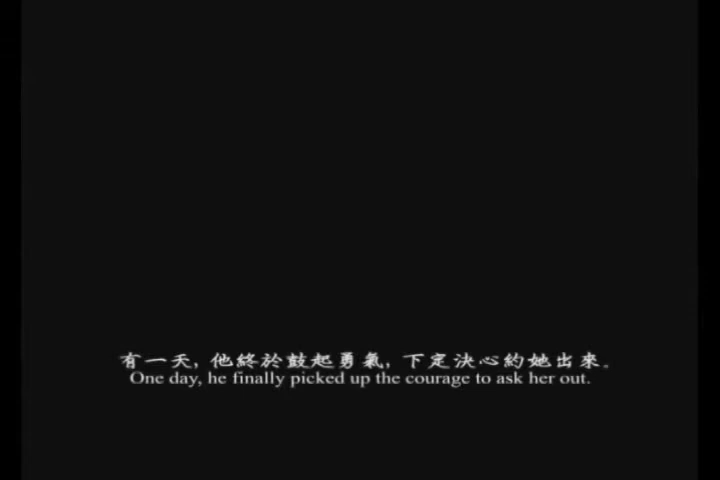 有一天, 他終於鼓起勇氣, 下定決心約她出來。
One day, he finally picked up the courage to ask her out.